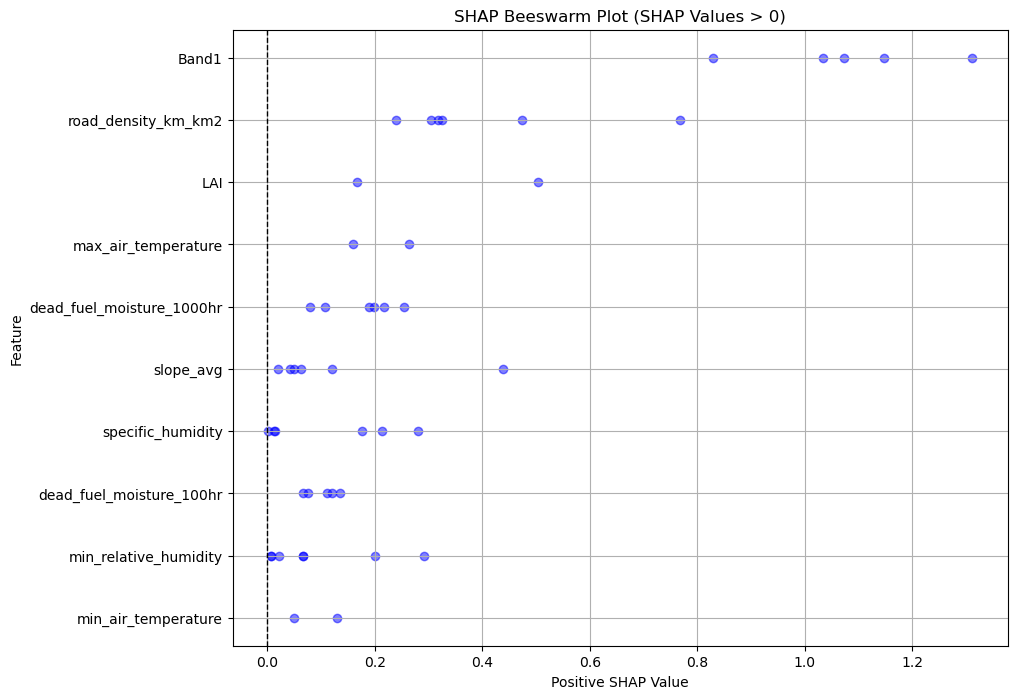 SHAP Beeswarm Plot (SHAP Values > 0)
Band1
road_density_km_km2
LAI
max_air_temperature
dead_fuel_moisture_1000hr
slope_avg
specific_humidity
dead_fuel_moisture_100hr
min_relative_humidity
min_air_temperature
Feature
0.0 0.2 0.4 0.6 0.8 1.0 1.2
Positive SHAP Value